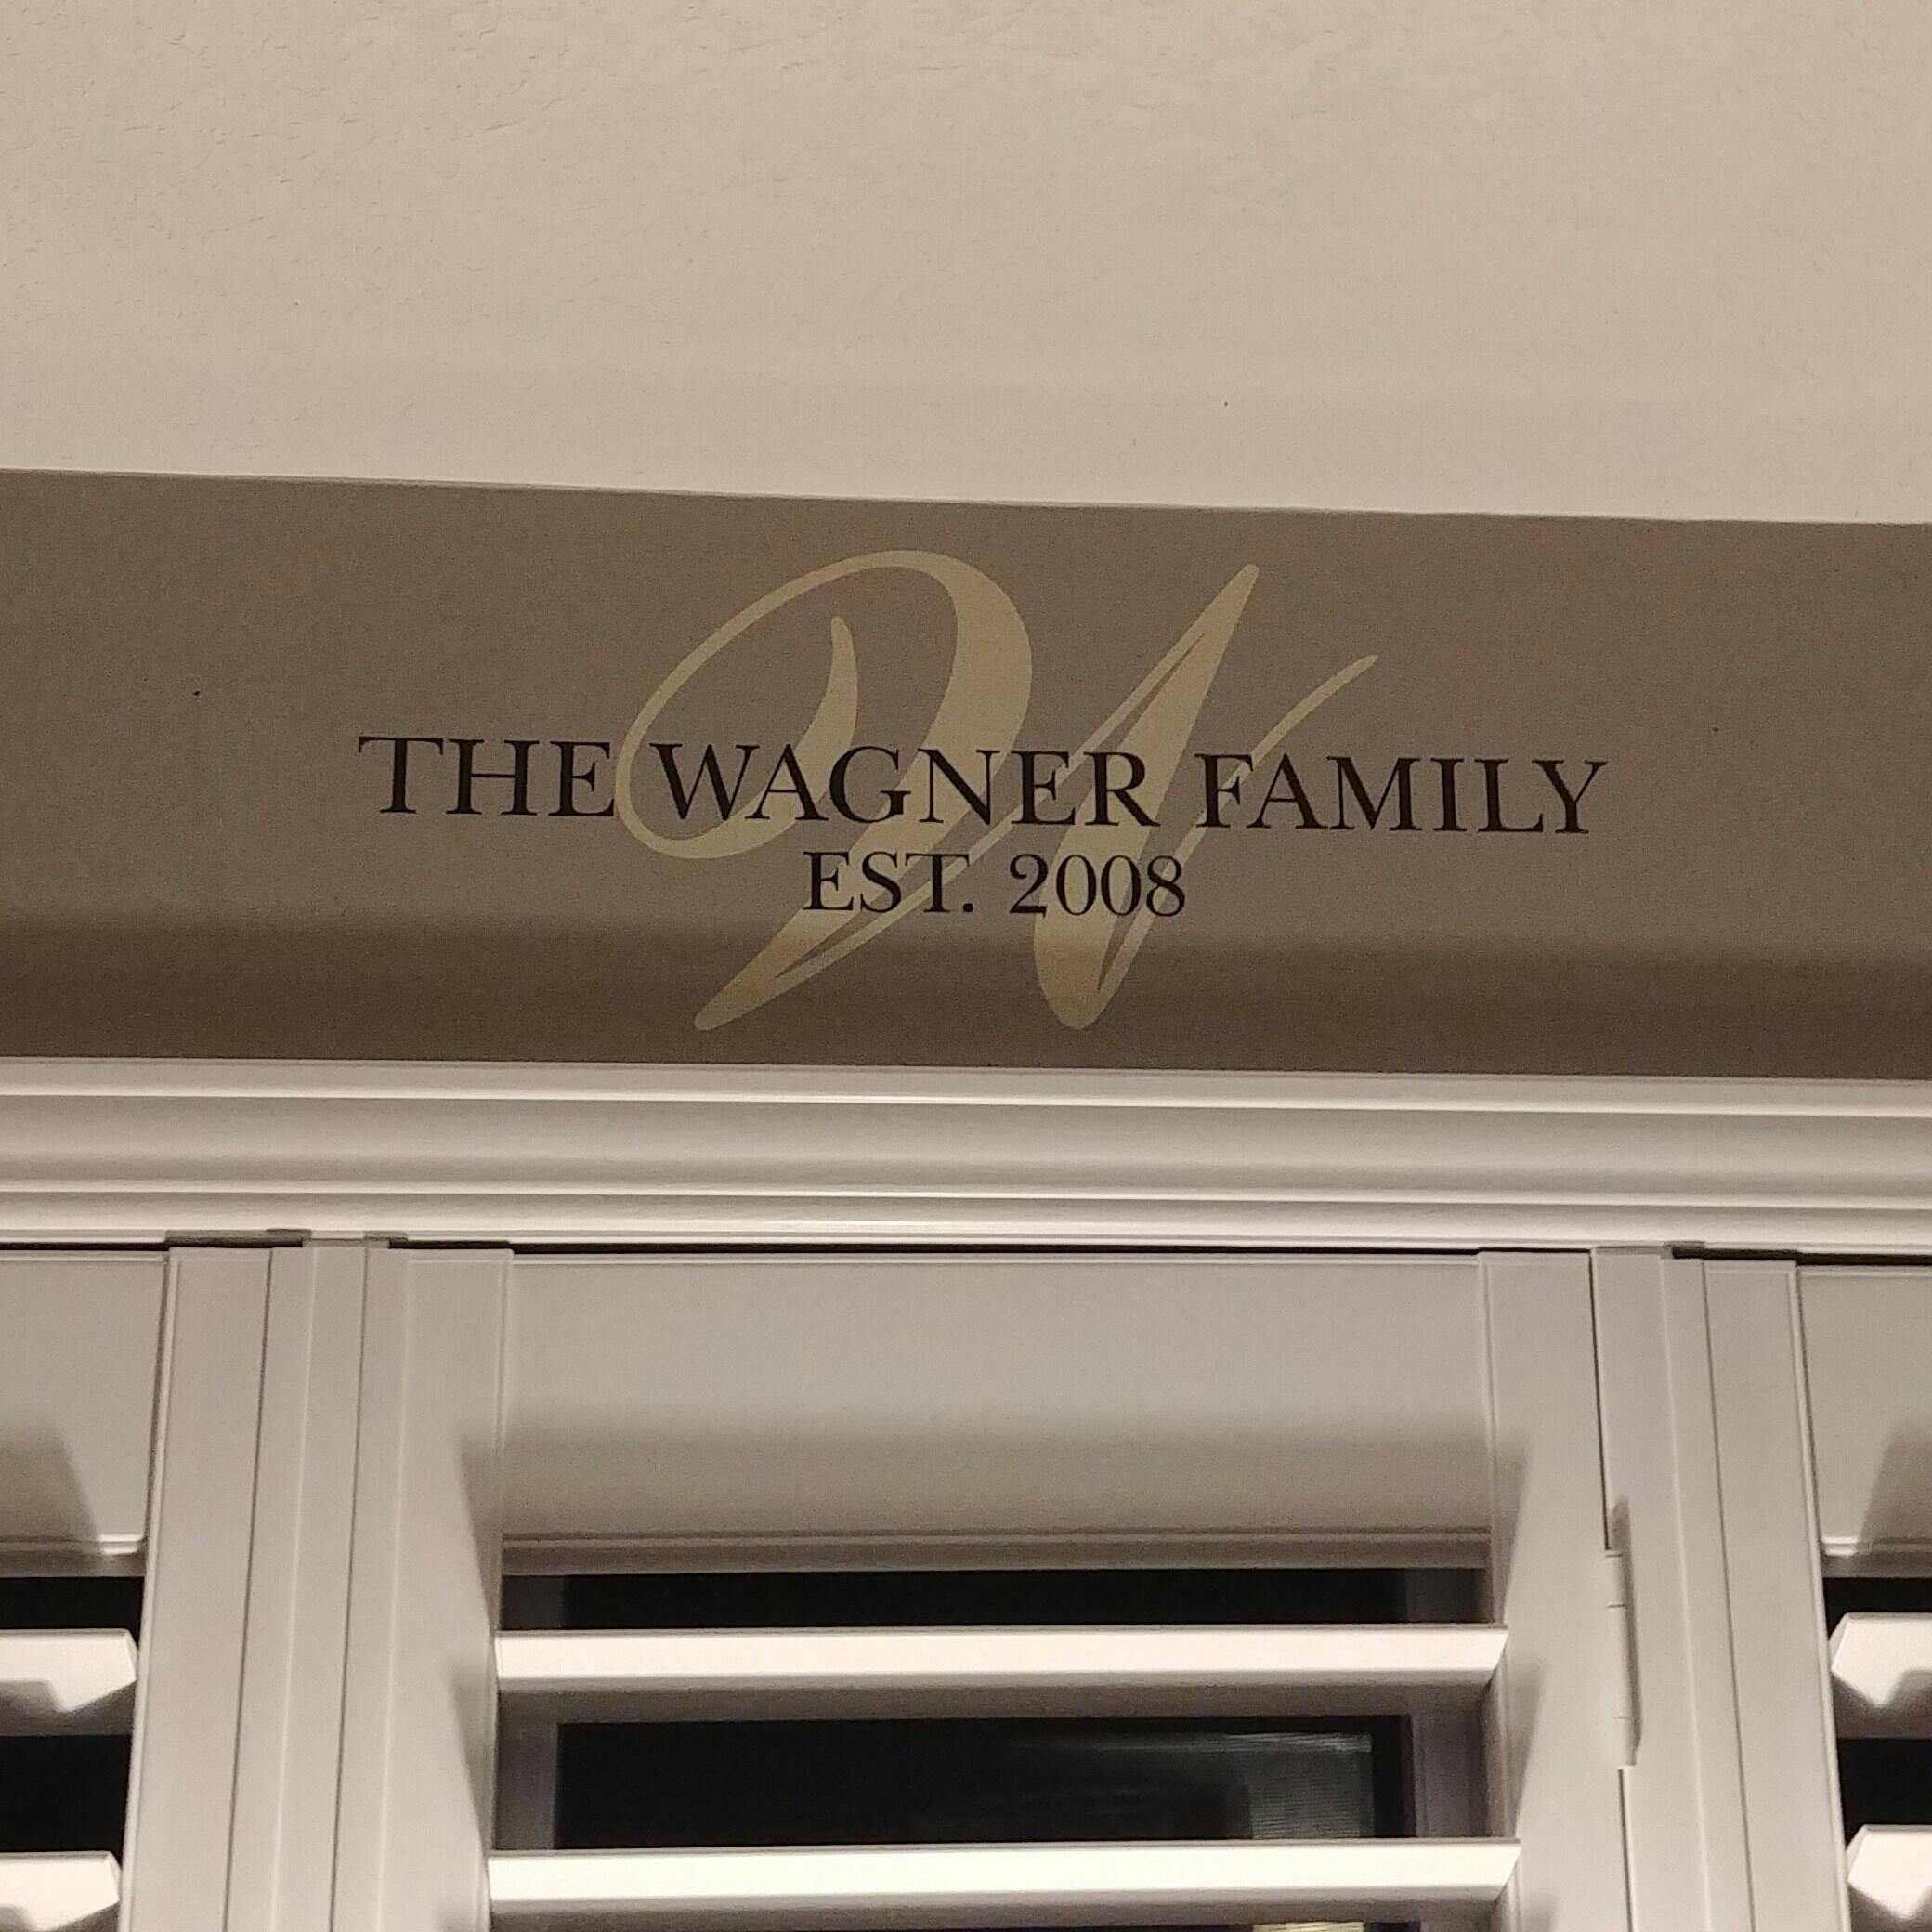 W
THE WAGNER FAMILY
EST. 2008